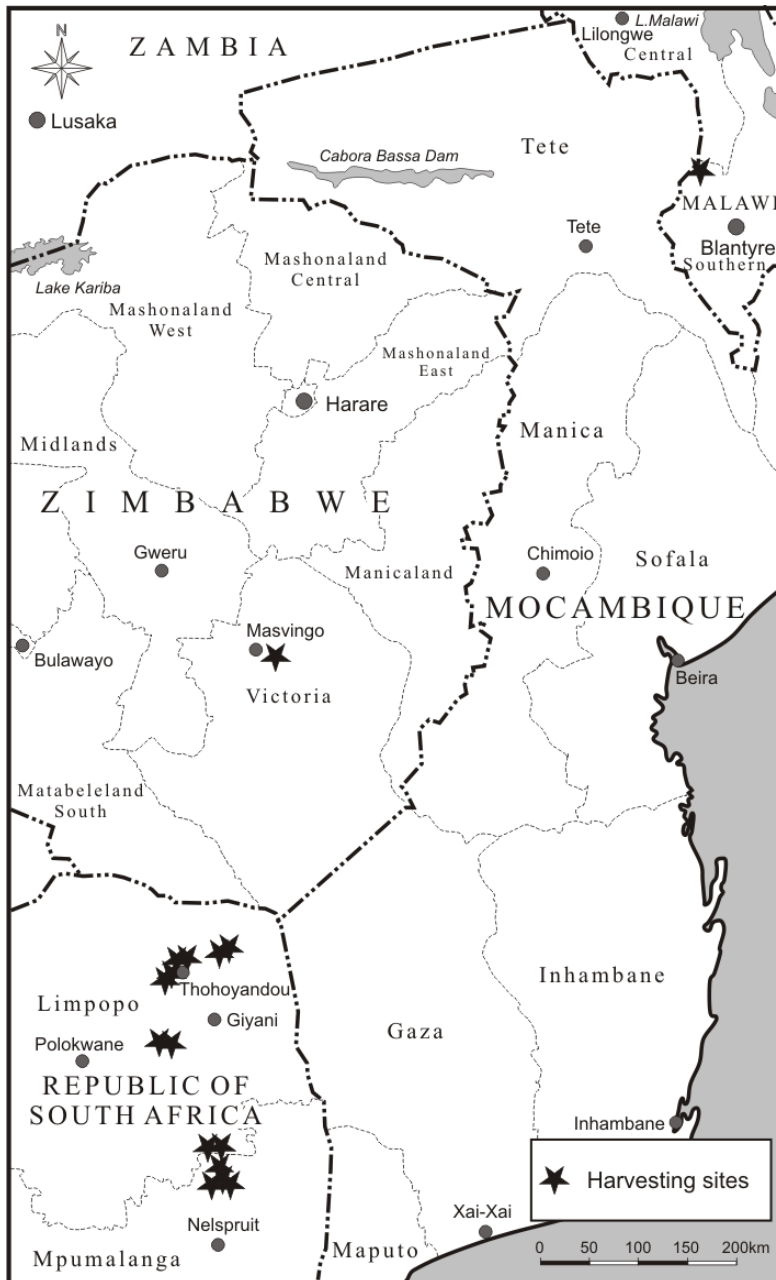 N
ZAMBIA
L.Malawi
Lilongwe
Central
Lusaka
Cabora Bassa Dam
Tete
MALAWI
Tete
Blantyre
Southern
Mashonaland
Central
Lake Kariba
Mashonaland
West
Mashonaland
East
Harare
Manica
Midlands
ZIMBABWE
Gweru
Chimoio
Sofala
Manicaland
MOCAMBIQUE
Masvingo
Bulawayo
Beira
Victoria
Matabeleland
South
Inhambane
Thohoyandou
Limpopo
Giyani
Gaza
Polokwane
REPUBLIC OF
SOUTH AFRICA
Inhambane
Harvesting sites
Xai-Xai
Nelspruit
Maputo
Mpumalanga
0 50 100 150 200km